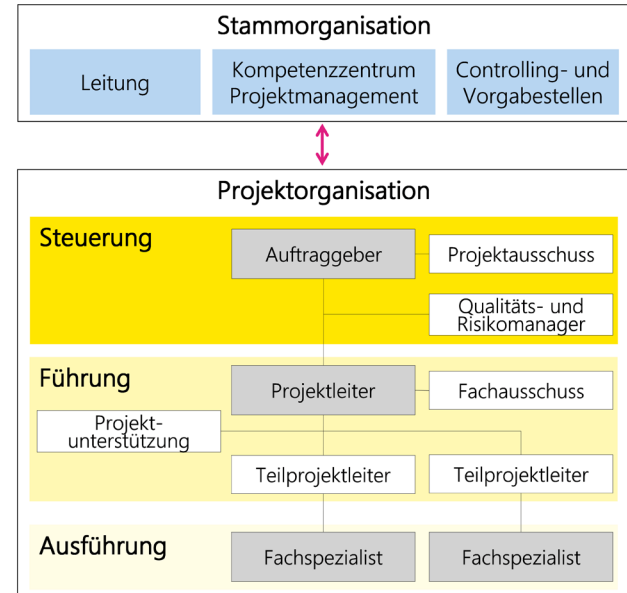 Stammorganisation
Leitung
Kompetenzzentrum
Projektmanagement
Controlling- und
Vorgabestellen
Projektorganisation
Steuerung
Auftraggeber
Projektausschuss
Qualitäts- und
Risikomanager
Führung
Projektleiter
Fachausschuss
Projekt-
unterstützung
Teilprojektleiter
Teilprojektleiter
Ausführung
Fachspezialist
Fachspezialist